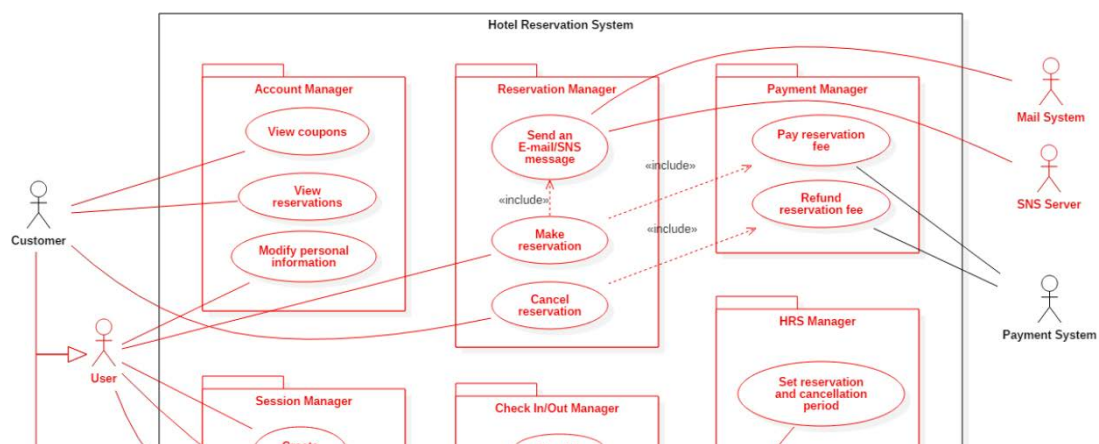 Hotel Reservation System
Account Manager
Reservation Manager
Payment Manager
View coupons
Send an
E-mail/SNS
message
Pay reservation
fee
Mail System
«include»
View
reservations
«include»
Refund
reservation fee
SNS Server
Customer
Modify personal
information
Make
reservation
«include»
Cancel
reservation
HRS Manager
Payment System
User
Session Manager
Check In/Out Manager
Set reservation
and cancellation
period